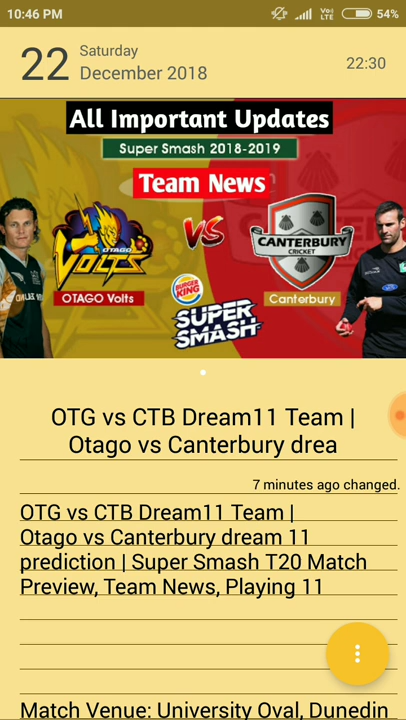 10:46 PM
Vo) LTE
54%
22
Saturday
December 2018
22:30
All Important Updates
Super Smash 2018-2019
Team News
OTAGO
VOLTS
VS
CANTERBURY
CRICKET
OTAGO Volts
BURGER KING
Canterbury
SUPER
SMASH
OTG vs CTB Dream11 Team |
Otago vs Canterbury drea
7 minutes ago changed.
OTG vs CTB Dream11 Team |
Otago vs Canterbury dream 11
prediction | Super Smash T20 Match
Preview, Team News, Playing 11
Match Venue: University Oval, Dunedin